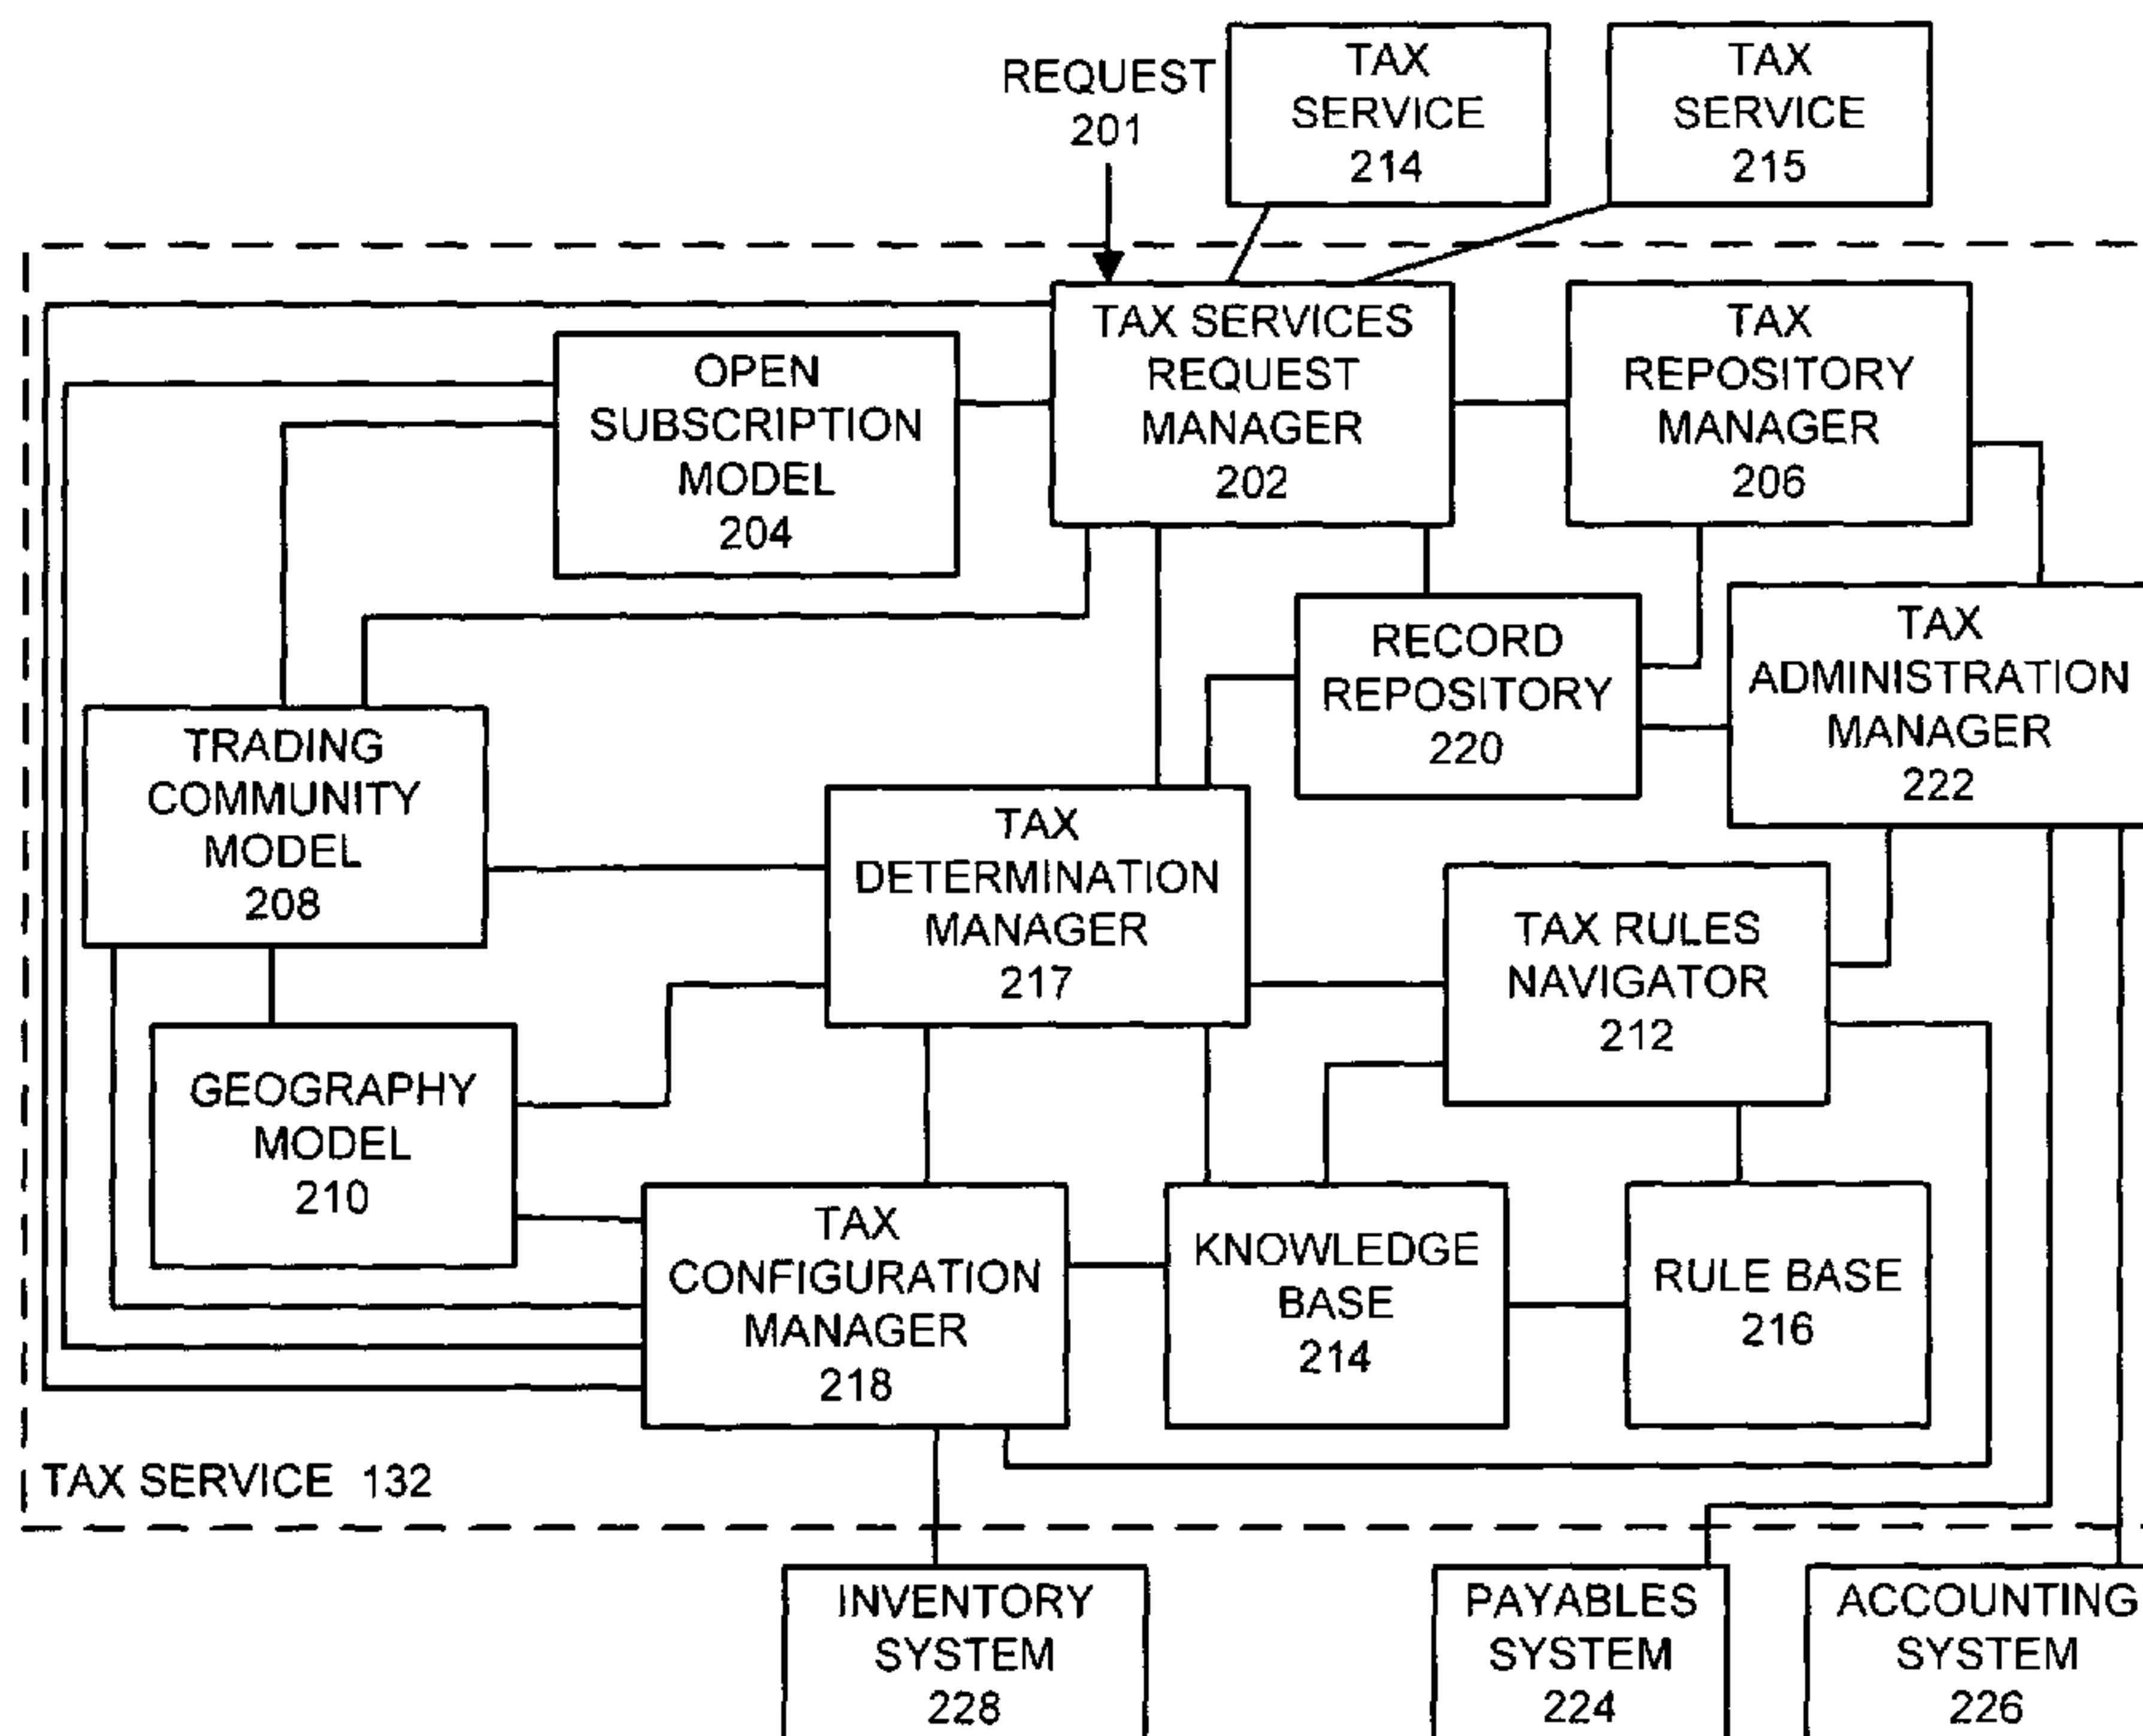 REQUEST
201
TAX
SERVICE
214
TAX
SERVICE
215
TAX SERVICES
REQUEST
MANAGER
202
TAX
REPOSITORY
MANAGER
206
OPEN
SUBSCRIPTION
MODEL
204
RECORD
REPOSITORY
220
TAX
ADMINISTRATION
MANAGER
222
TRADING
COMMUNITY
MODEL
208
TAX
DETERMINATION
MANAGER
217
TAX RULES
NAVIGATOR
212
GEOGRAPHY
MODEL
210
TAX
CONFIGURATION
MANAGER
218
KNOWLEDGE
BASE
214
RULE BASE
216
TAX SERVICE 132
INVENTORY
SYSTEM
228
PAYABLES
SYSTEM
224
ACCOUNTING
SYSTEM
226